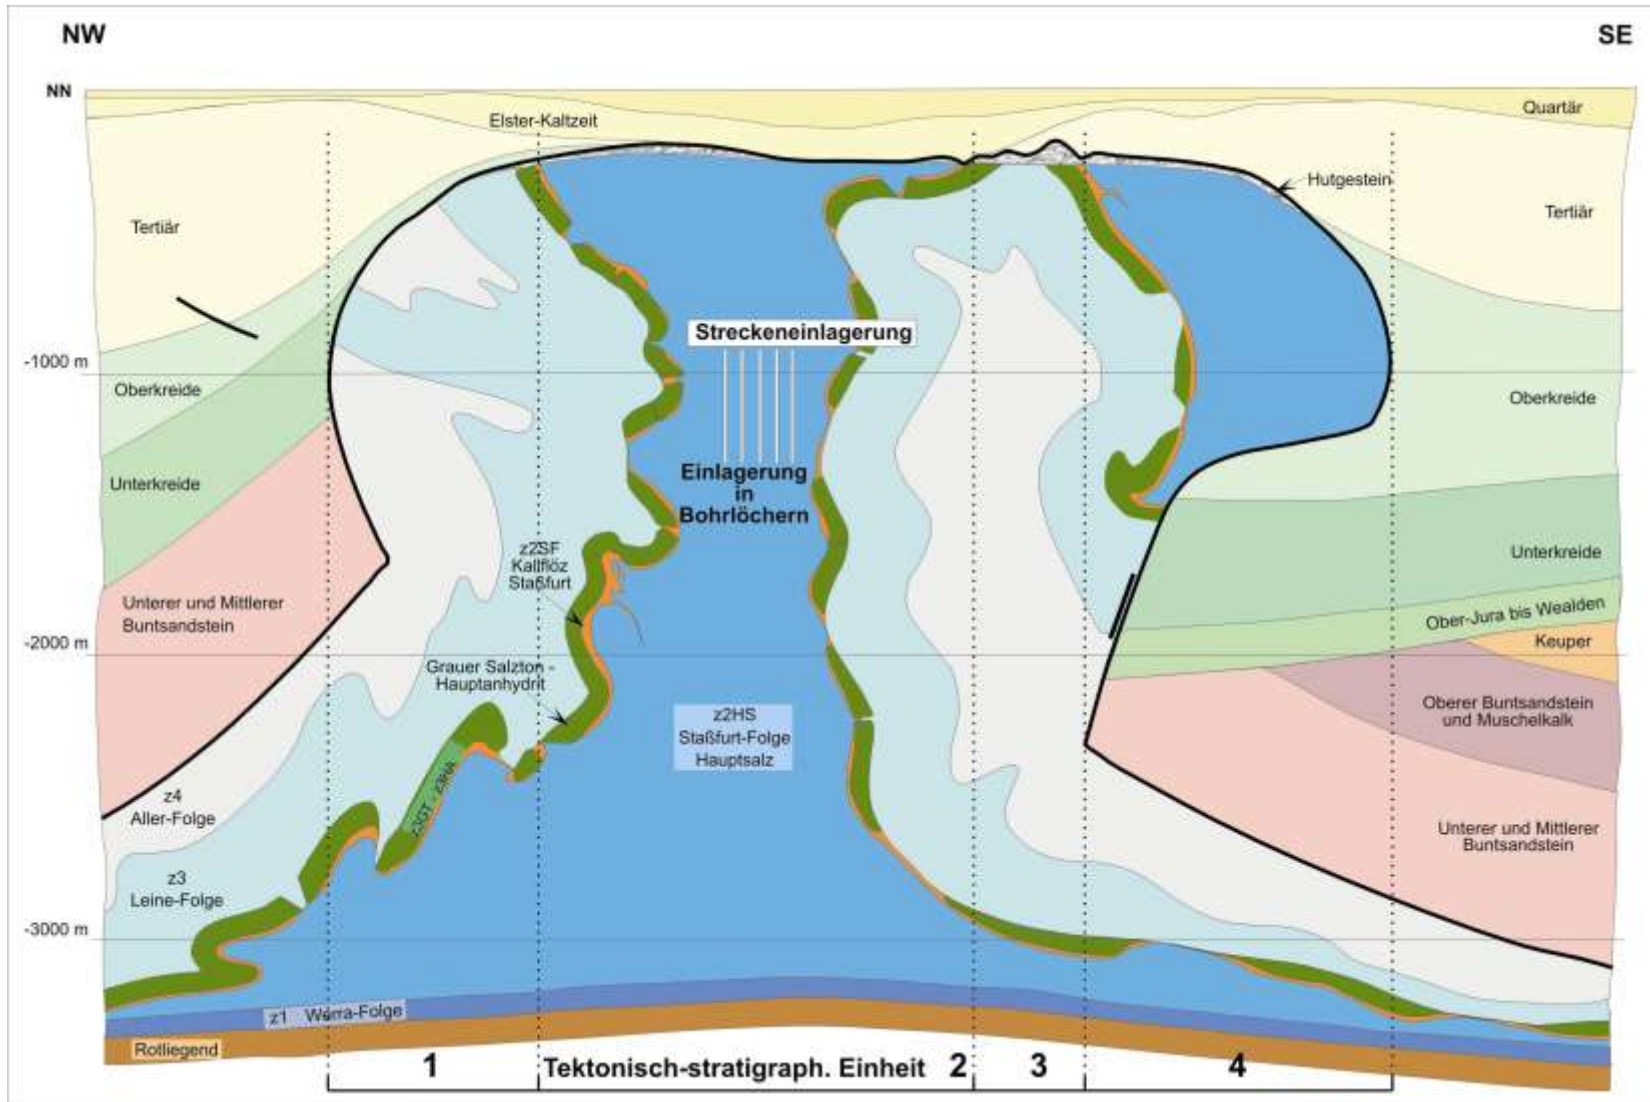 NW
SE
NN
Quartär
Elster-Kaltzeit
Hutgestein
Tertiär
Tertiär
Streckeneinlagerung
-1000 m
Oberkreide
Oberkreide
Unterkreide
Einlagerung
in
Bohrlöchern
z2SF
Kaliflöz
Staßfurt
Unterkreide
Unterer und Mittlerer
Buntsandstein
Ober-Jura bis Wealden
Keuper
-2000 m
Grauer Salzton -
Hauptanhydrit
Oberer Buntsandstein
und Muschelkalk
z2HS
Staßfurt-Folge
Hauptsalz
z3GT - z3HA
z4
Aller-Folge
Unterer und Mittlerer
Buntsandstein
z3
Leine-Folge
-3000 m
z1 Werra-Folge
Rotliegend
1 Tektonisch-stratigraph. Einheit 2 3 4